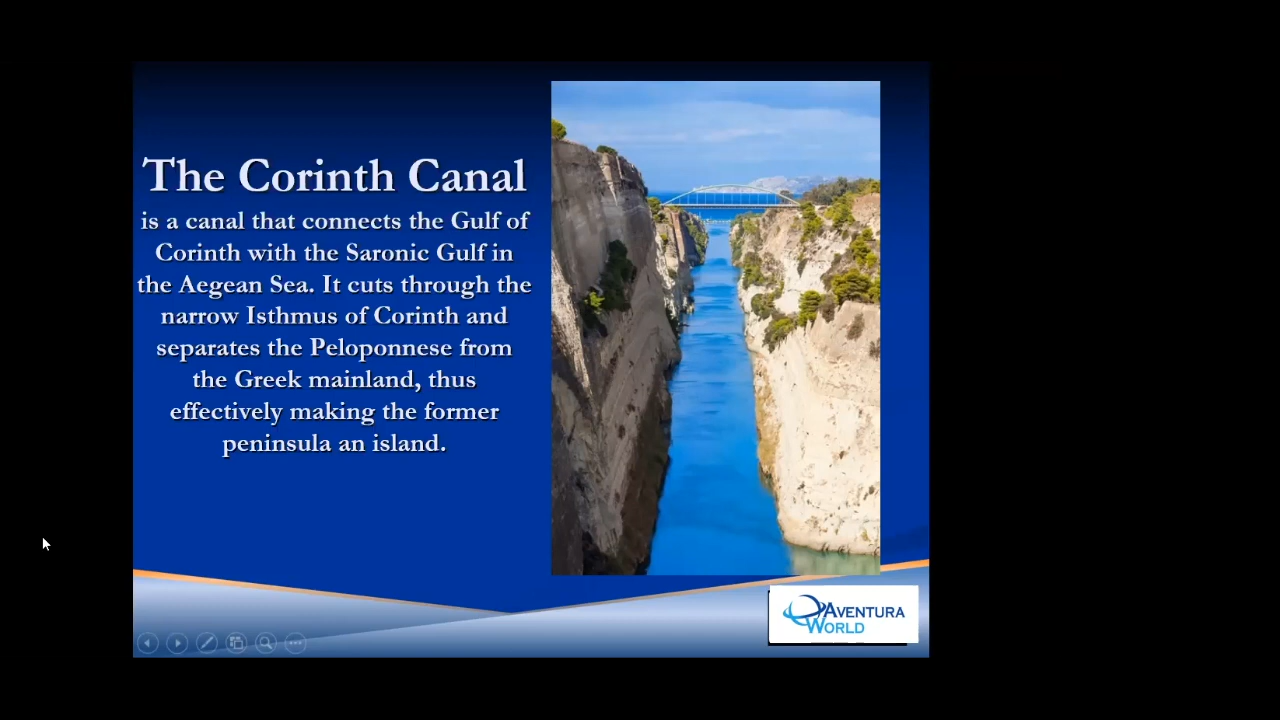 The Corinth Canal
is a canal that connects the Gulf of
Corinth with the Saronic Gulf in
the Aegean Sea. It cuts through the
narrow Isthmus of Corinth and
separates the Peloponnese from
the Greek mainland, thus
effectively making the former
peninsula an island.
AVENTURA
WORLD